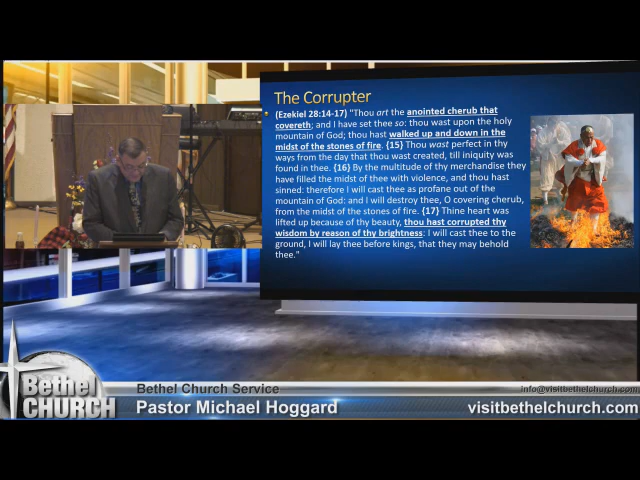 The Corrupter
(Ezekiel 28:14-17) "Thou art the anointed cherub that
covereth; and I have set thee so: thou wast upon the holy
mountain of God; thou hast walked up and down in the
midst of the stones of fire. {15} Thou wast perfect in thy
ways from the day that thou wast created, till iniquity was
found in thee. {16} By the multitude of thy merchandise they
have filled the midst of thee with violence, and thou hast
sinned: therefore I will cast thee as profane out of the
mountain of God: and I will destroy thee, O covering cherub,
from the midst of the stones of fire. {17} Thine heart was
lifted up because of thy beauty, thou hast corrupted thy
wisdom by reason of thy brightness: I will cast thee to the
ground, I will lay thee before kings, that they may behold
thee."
Bethel
CHURCH
Bethel Church Service
info@visitbethelchurch.com
Pastor Michael Hoggard
visitbethelchurch.com